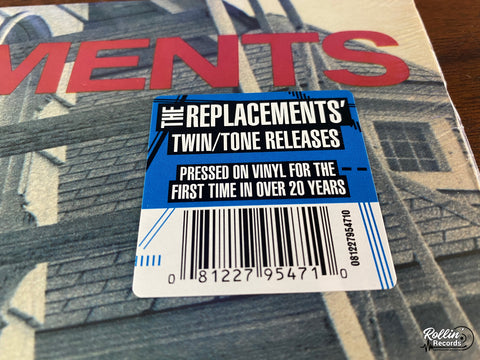 MENTS
THE REPLACEMENTS'
TWIN/TONE RELEASES
PRESSED ON VINYL FOR THE
FIRST TIME IN OVER 20 YEARS
0 81227 95471 0
081227954710
Rollin'
Records